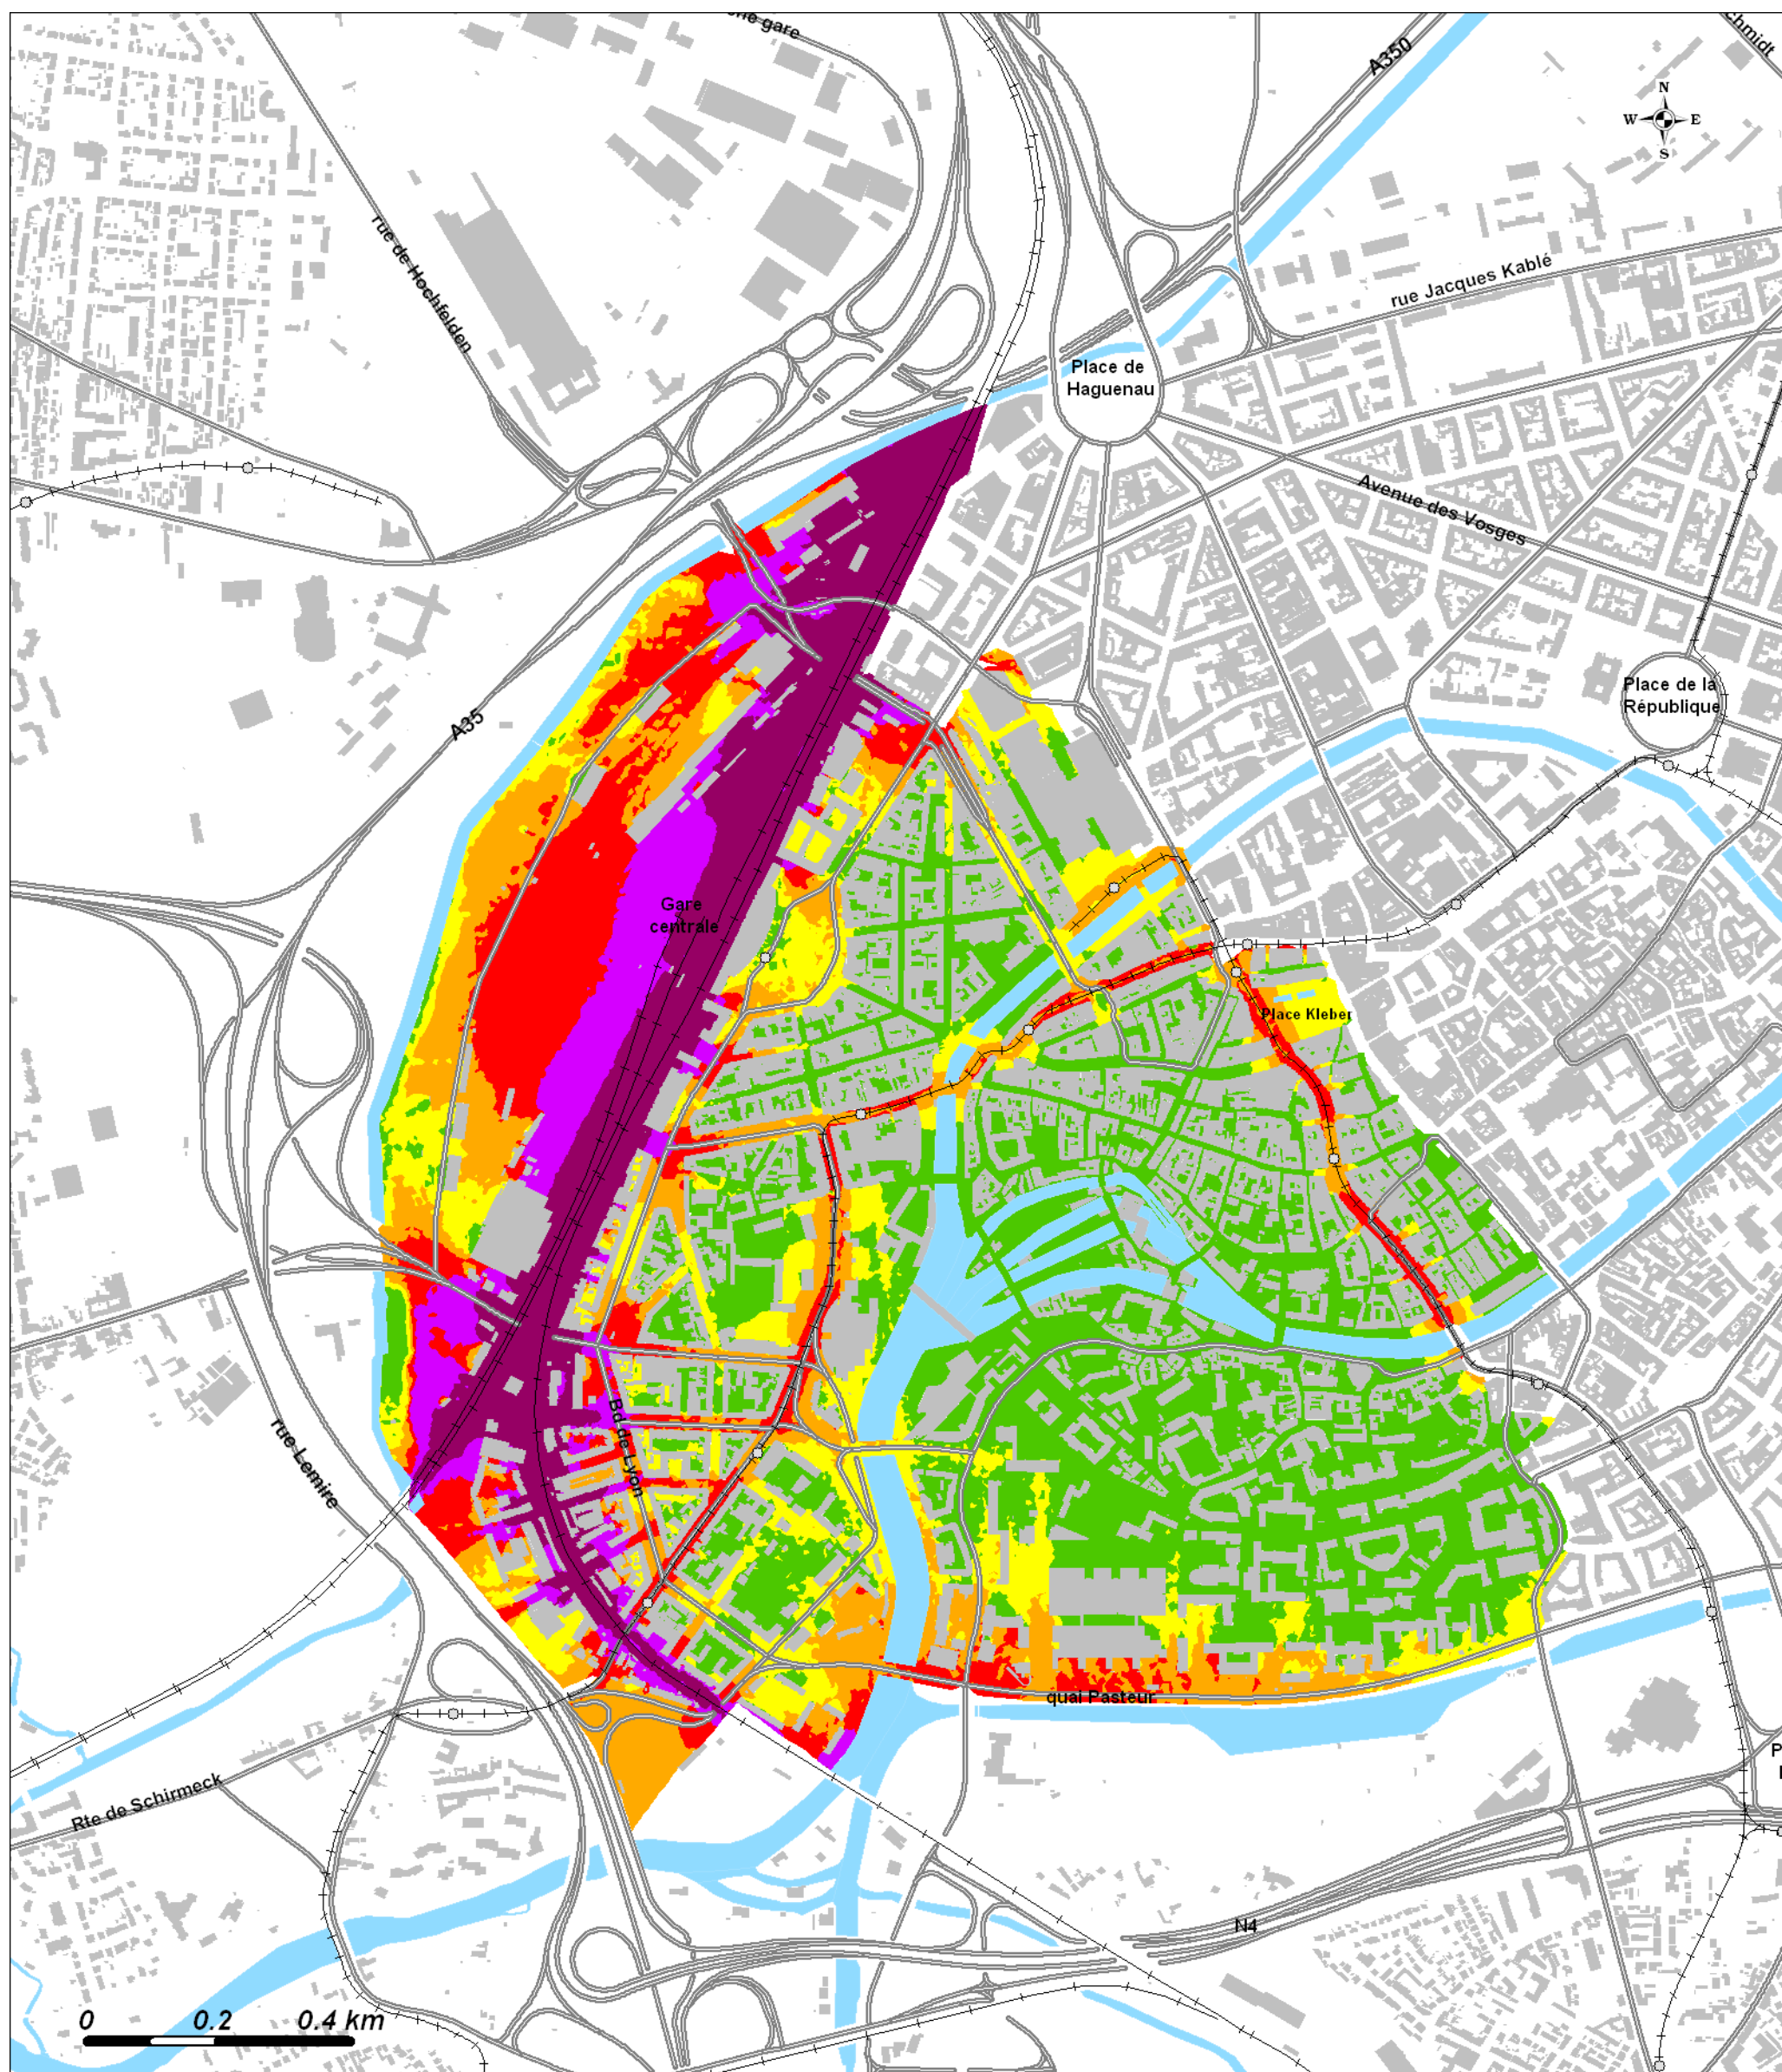 gare
A350
chmidt
N
W E
S
rue de Hochfelden
rue Jacques Kablé
Place de
Haguenau
Avenue des Vosges
Place de la
République
A35
Gare
centrale
Place Kleber
Bd de Lyon
rue Lemire
quai Pasteur
P
Rte de Schirmeck
N4
0 0.2 0.4 km